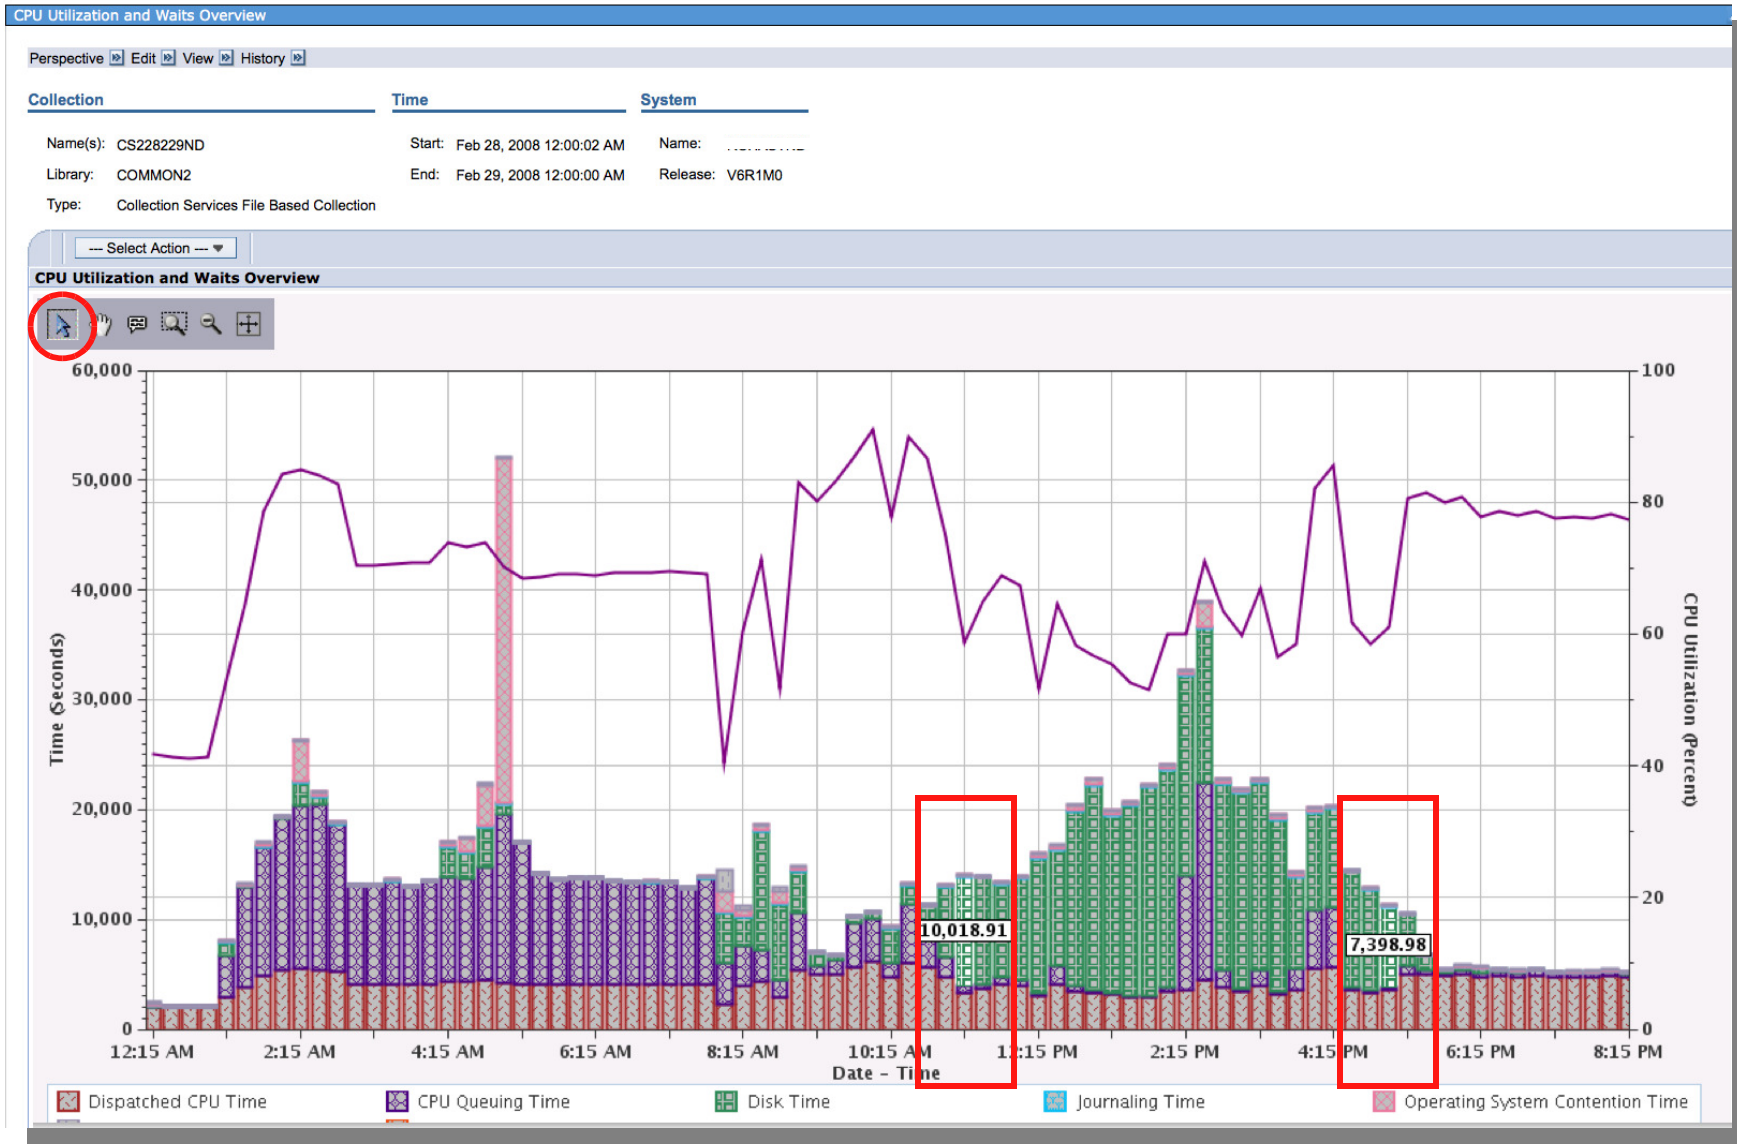 CPU Utilization and Waits Overview
Perspective Edit View History
Collection Time System
Name(s): CS228229ND Start: Feb 28, 2008 12:00:02 AM Name:
Library: COMMON2 End: Feb 29, 2008 12:00:00 AM Release: V6R1M0
Type: Collection Services File Based Collection
--- Select Action ---
CPU Utilization and Waits Overview
60,000
50,000
40,000
30,000
20,000
10,000
0
Time (Seconds)
100
80
60
40
20
0
CPU Utilization (Percent)
10,018.91
7,398.98
12:15 AM 2:15 AM 4:15 AM 6:15 AM 8:15 AM 10:15 AM 12:15 PM 2:15 PM 4:15 PM 6:15 PM 8:15 PM
Date - Time
Dispatched CPU Time CPU Queuing Time Disk Time Journaling Time Operating System Contention Time